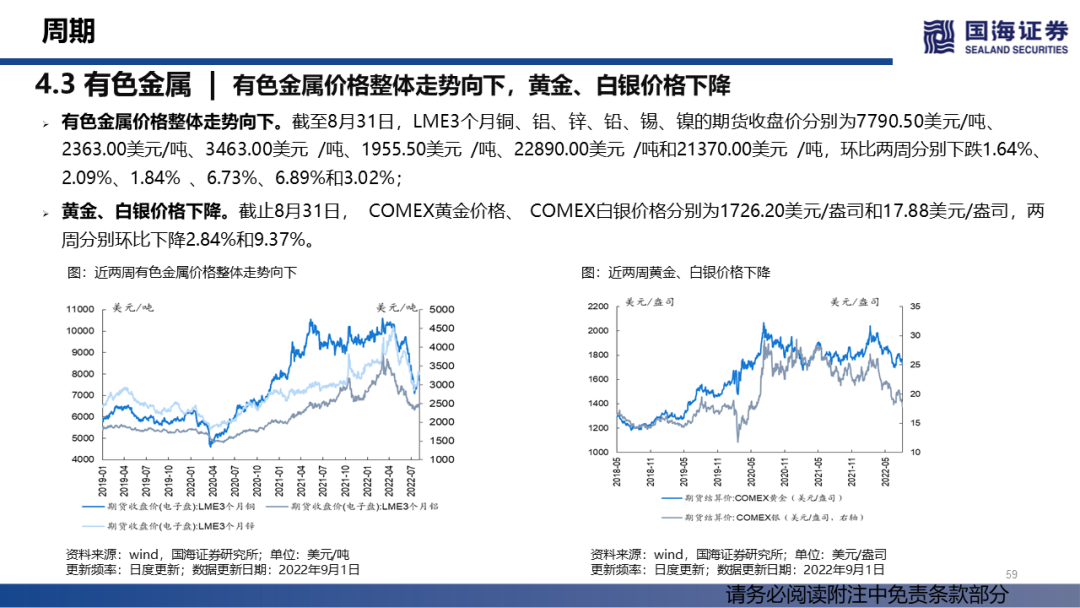 周期
国海证券
SEALAND SECURITIES
4.3 有色金属 | 有色金属价格整体走势向下，黄金、白银价格下降
➢ 有色金属价格整体走势向下。截至8月31日，LME3个月铜、铝、锌、铅、锡、镍的期货收盘价分别为7790.50美元/吨、
2363.00美元/吨、3463.00美元 /吨、1955.50美元 /吨、22890.00美元 /吨和21370.00美元 /吨，环比两周分别下跌1.64%、
2.09%、1.84% 、6.73%、6.89%和3.02%；
➢ 黄金、白银价格下降。截止8月31日， COMEX黄金价格、 COMEX白银价格分别为1726.20美元/盎司和17.88美元/盎司，两
周分别环比下降2.84%和9.37%。
图：近两周有色金属价格整体走势向下
美元/吨 美元/吨
11000 5000
10000 4500
9000 4000
8000 3500
7000 3000
6000 2500
5000 2000
4000 1500
1000
2019-01 2019-04 2019-07 2019-10 2020-01 2020-04 2020-07 2020-10 2021-01 2021-04 2021-07 2021-10 2022-01 2022-04 2022-07
期货收盘价(电子盘):LME3个月铜 期货收盘价(电子盘):LME3个月铝
期货收盘价(电子盘):LME3个月锌
资料来源：wind，国海证券研究所；单位：美元/吨
更新频率：日度更新；数据更新日期：2022年9月1日
图：近两周黄金、白银价格下降
美元/盎司 美元/盎司
2200 35
2000 30
1800 25
1600 20
1400 15
1200 10
1000
2018-05 2018-11 2019-05 2019-11 2020-05 2020-11 2021-05 2021-11 2022-05
期货结算价:COMEX黄金（美元/盎司）
期货结算价: COMEX银（美元/盎司，右轴）
资料来源：wind，国海证券研究所；单位：美元/盎司
更新频率：日度更新；数据更新日期：2022年9月1日
59
请务必阅读附注中免责条款部分